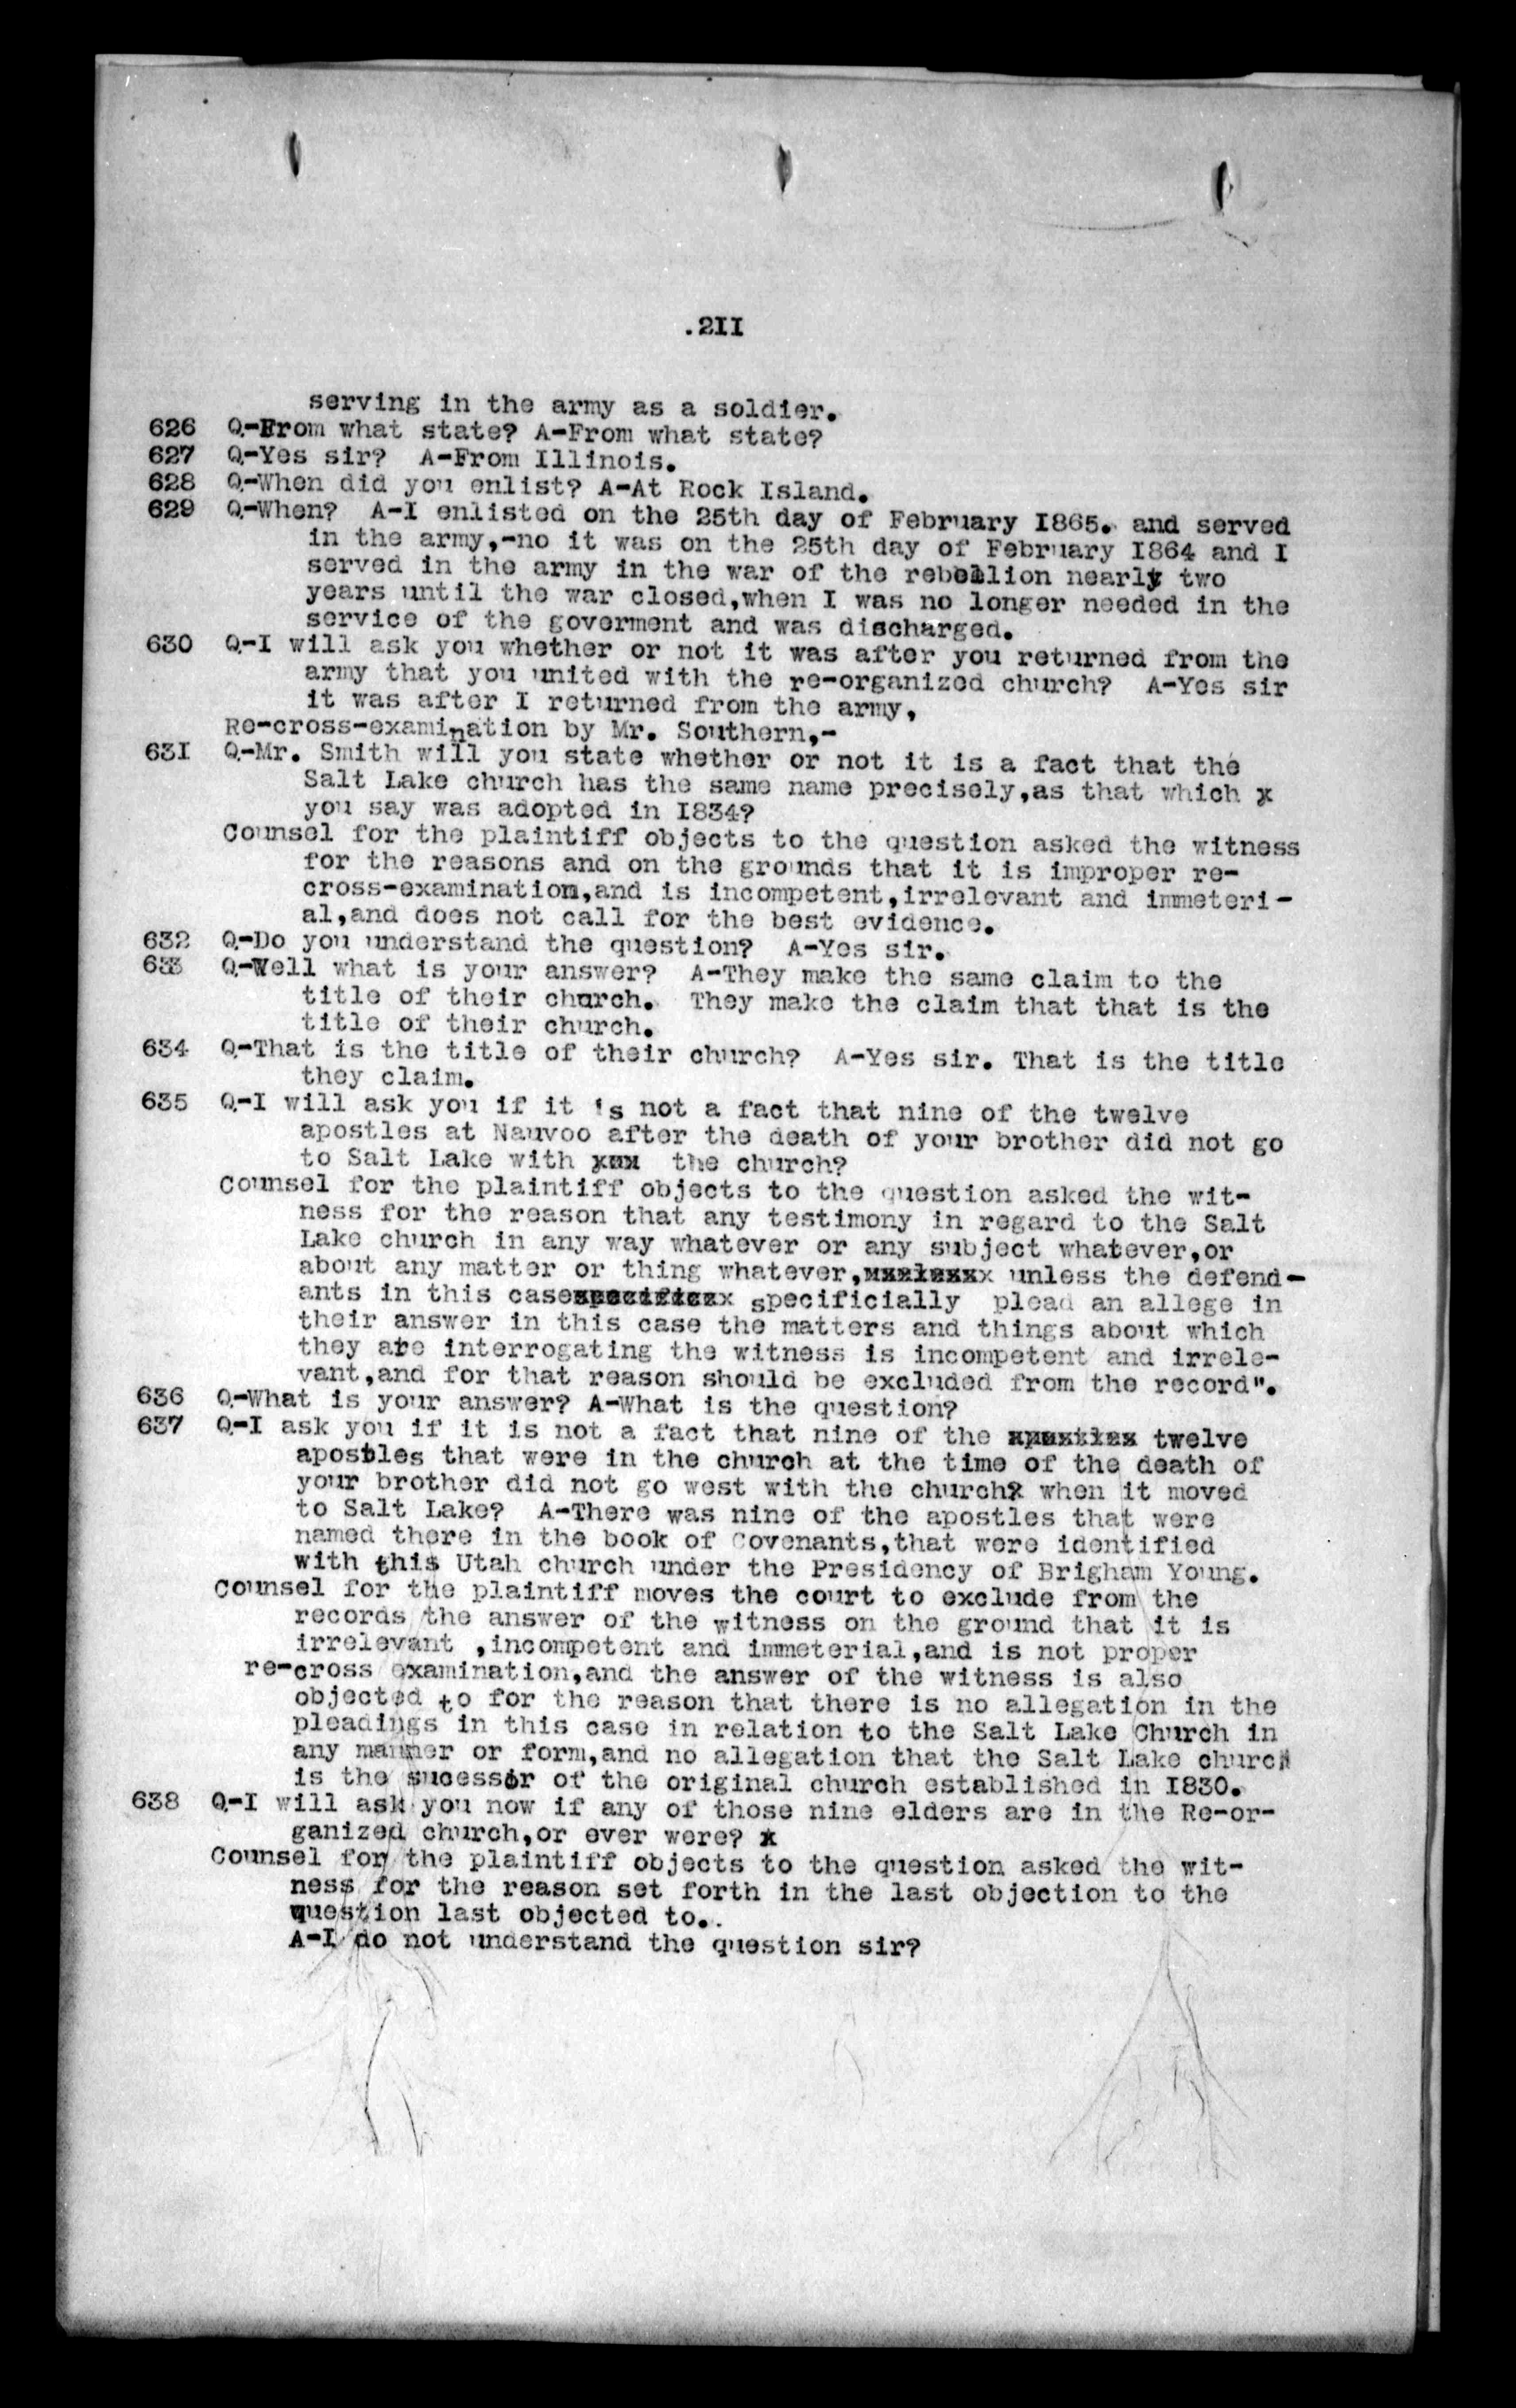 .2II
serving in the army as a soldier.
626 Q-From what state? A-From what state?
627 Q-Yes sir? A-From Illinois.
628 Q-When did you enlist? A-At Rock Island.
629 Q-When? A-I enlisted on the 25th day of February I865. and served
in the army,-no it was on the 25th day of February I864 and I
served in the army in the war of the rebellion nearly two
years until the war closed,when I was no longer needed in the
service of the goverment and was discharged.
630 Q-I will ask you whether or not it was after you returned from the
army that you united with the re-organized church? A-Yes sir
it was after I returned from the army,
Re-cross-examination by Mr. Southern,-
63I Q-Mr. Smith will you state whether or not it is a fact that the
Salt Lake church has the same name precisely,as that which x
you say was adopted in I834?
Counsel for the plaintiff objects to the question asked the witness
for the reasons and on the grounds that it is improper re-
cross-examination,and is incompetent,irrelevant and immeteri-
al,and does not call for the best evidence.
632 Q-Do you understand the question? A-Yes sir.
633 Q-Well what is your answer? A-They make the same claim to the
title of their church. They make the claim that that is the
title of their church.
634 Q-That is the title of their church? A-Yes sir. That is the title
they claim.
635 Q-I will ask you if it 's not a fact that nine of the twelve
apostles at Nauvoo after the death of your brother did not go
to Salt Lake with xxx the church?
Counsel for the plaintiff objects to the question asked the wit-
ness for the reason that any testimony in regard to the Salt
Lake church in any way whatever or any subject whatever,or
about any matter or thing whatever, unless the defend-
ants in this case specificially plead an allege in
their answer in this case the matters and things about which
they are interrogating the witness is incompetent and irrele-
vant,and for that reason should be excluded from the record".
636 Q-What is your answer? A-What is the question?
637 Q-I ask you if it is not a fact that nine of the twelve
apostles that were in the church at the time of the death of
your brother did not go west with the church? when it moved
to Salt Lake? A-There was nine of the apostles that were
named there in the book of Covenants,that were identified
with this Utah church under the Presidency of Brigham Young.
Counsel for the plaintiff moves the court to exclude from the
records the answer of the witness on the ground that it is
irrelevant ,incompetent and immeterial,and is not proper
re-cross examination,and the answer of the witness is also
objected to for the reason that there is no allegation in the
pleadings in this case in relation to the Salt Lake Church in
any manner or form,and no allegation that the Salt Lake church
is the sucessor of the original church established in I830.
638 Q-I will ask you now if any of those nine elders are in the Re-or-
ganized church,or ever were? x
Counsel for the plaintiff objects to the question asked the wit-
ness for the reason set forth in the last objection to the
question last objected to..
A-I do not understand the question sir?